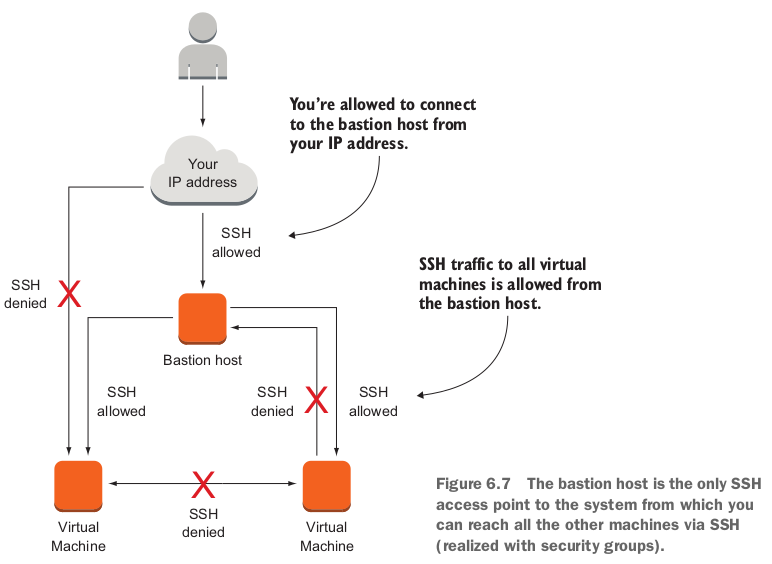 You're allowed to connect
to the bastion host from
your IP address.
Your
IP address
SSH
allowed
SSH traffic to all virtual
machines is allowed from
the bastion host.
SSH
denied
Bastion host
SSH
allowed
SSH
denied
SSH
allowed
SSH
denied
Virtual
Machine
Virtual
Machine
Figure 6.7 The bastion host is the only SSH
access point to the system from which you
can reach all the other machines via SSH
(realized with security groups).